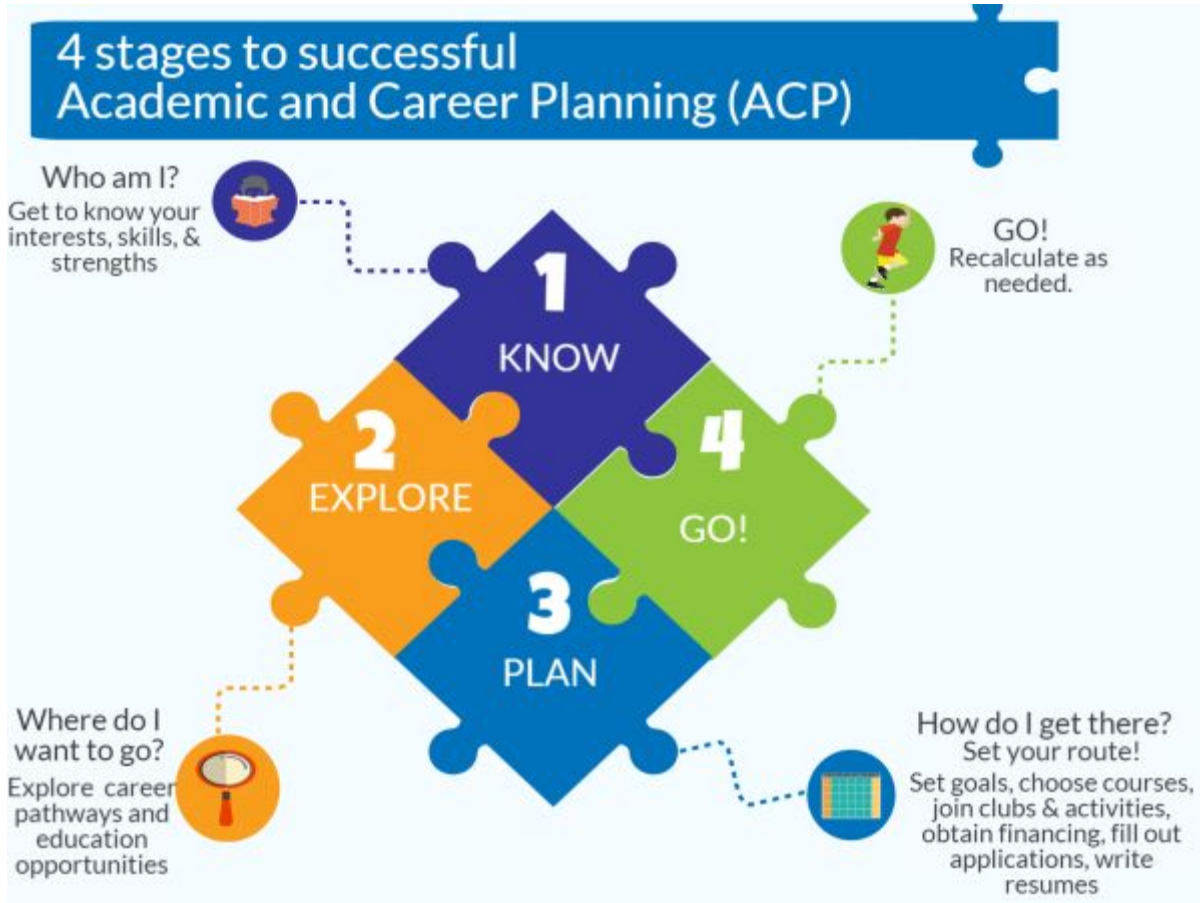 4 stages to successful
Academic and Career Planning (ACP)
Who am I?
Get to know your
interests, skills, &
strengths
GO!
Recalculate as
needed.
1
KNOW
2
EXPLORE
4
GO!
3
PLAN
Where do I
want to go?
Explore career
pathways and
education
opportunities
How do I get there?
Set your route!
Set goals, choose courses,
join clubs & activities,
obtain financing, fill out
applications, write
resumes